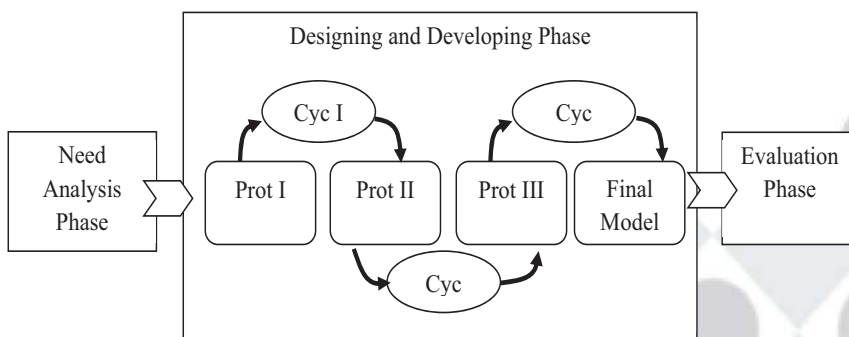 Designing and Developing Phase
Cyc I
Cyc
Need
Analysis
Phase
Prot I
Prot II
Prot III
Final
Model
Evaluation
Phase
Cyc